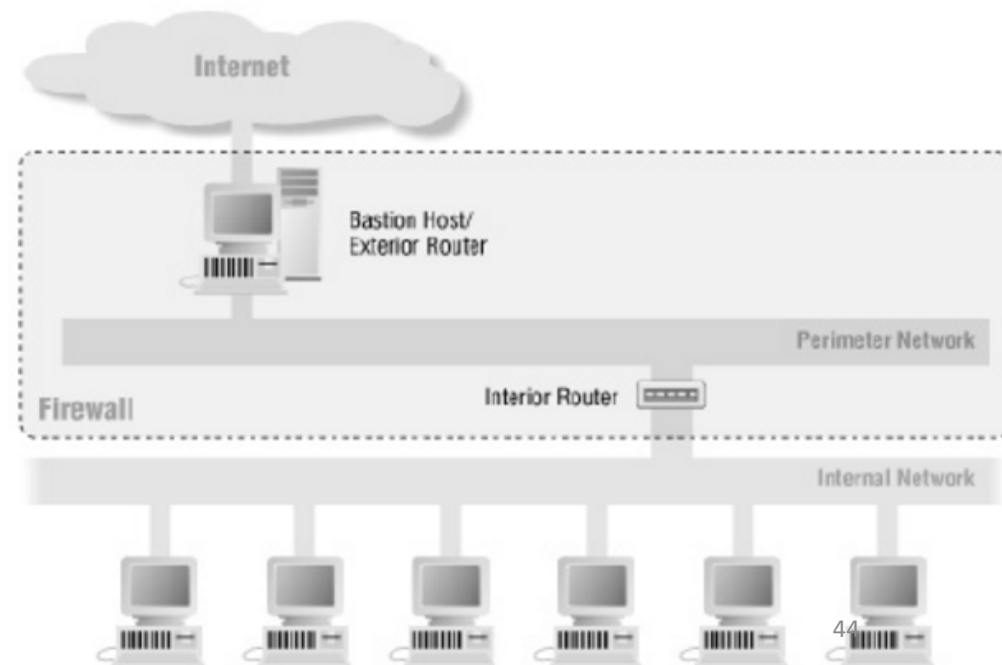 Internet
Bastion Host/
Exterior Router
Perimeter Network
Interior Router
Firewall
Internal Network
44